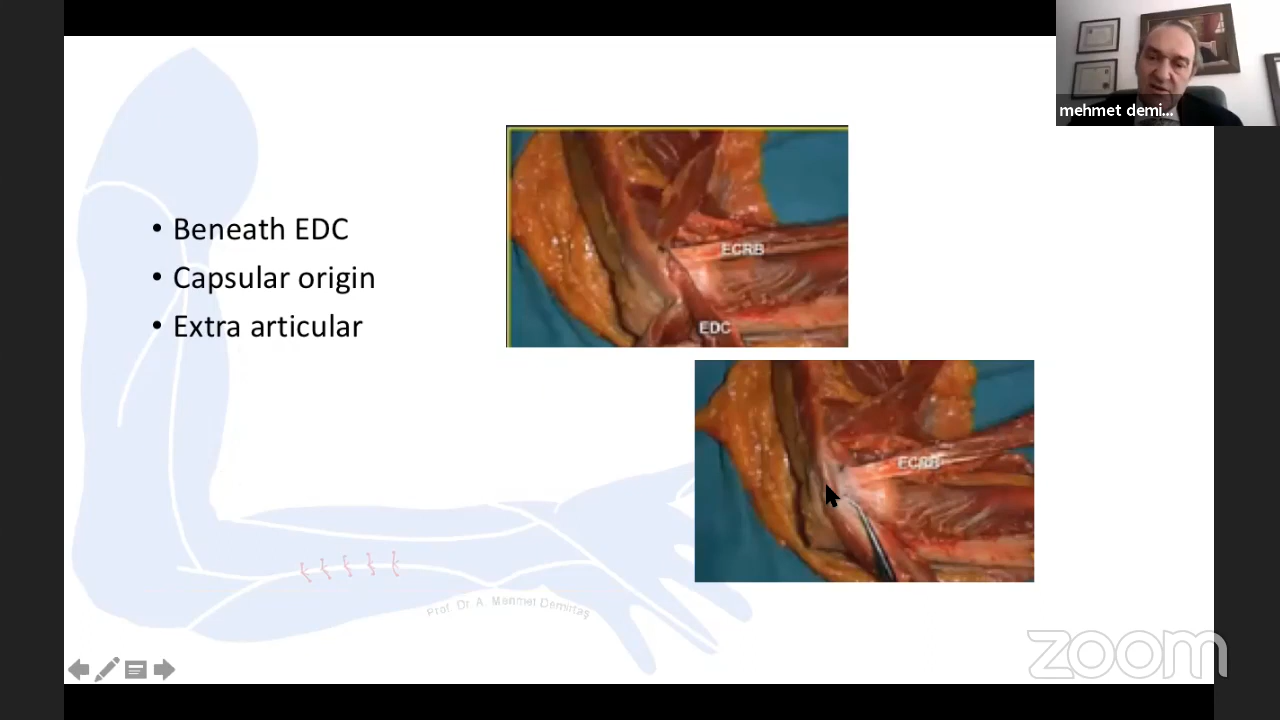 mehmet demi...
• Beneath EDC
• Capsular origin
• Extra articular
ECRB
EDC
ECRB
Prof. Dr. A. Mehmet Demirtaş
zoom